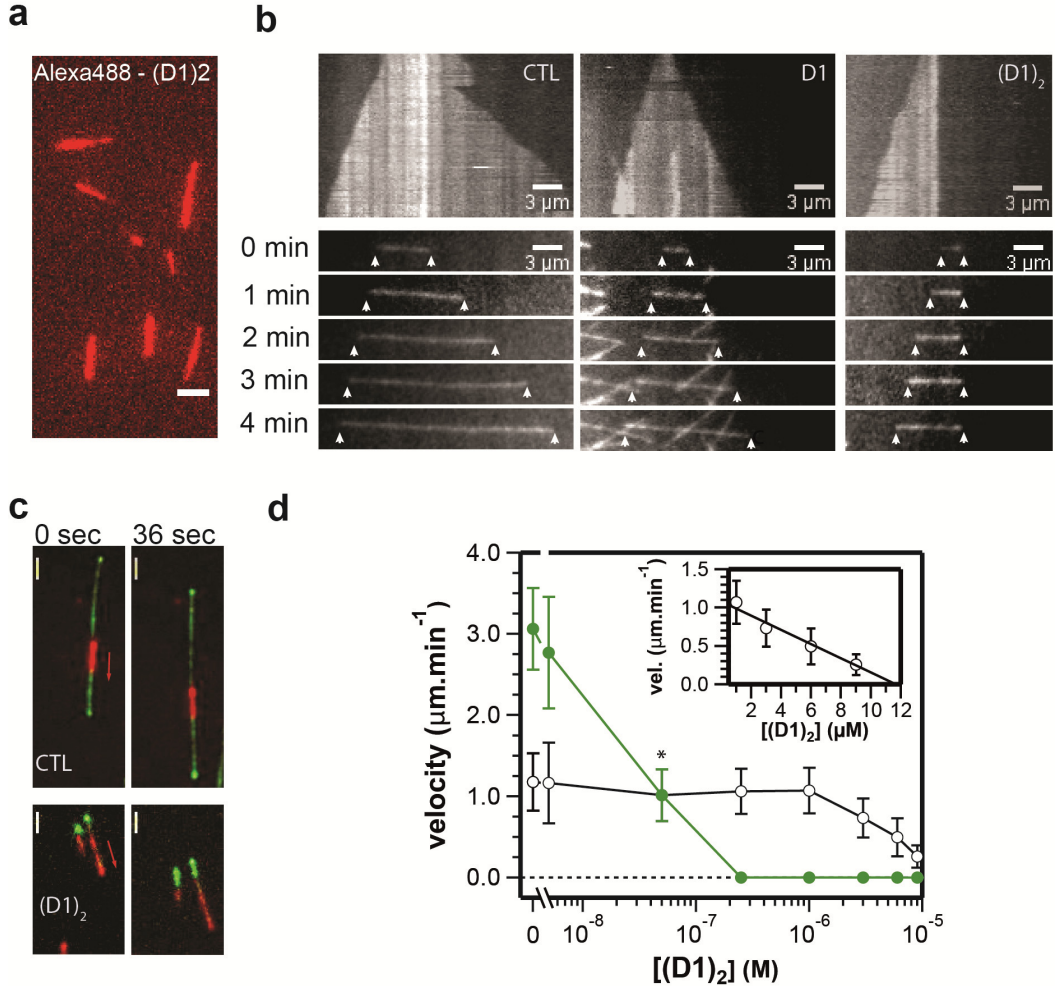 a
Alexa488 - (D1)2
b
CTL
D1
(D1)2
3 µm
3 µm
3 µm
0 min
3 µm
3 µm
3 µm
1 min
2 min
3 min
4 min
c
0 sec
36 sec
CTL
(D1)2
d
velocity (µm.min-1)
4.0
3.0
2.0
1.0
0.0
*
0
10-8
10-7
10-6
10-5
[(D1)2] (M)
vel. (µm.min-1)
1.5
1.0
0.5
0.0
2
4
6
8
10
12
[(D1)2] (µM)